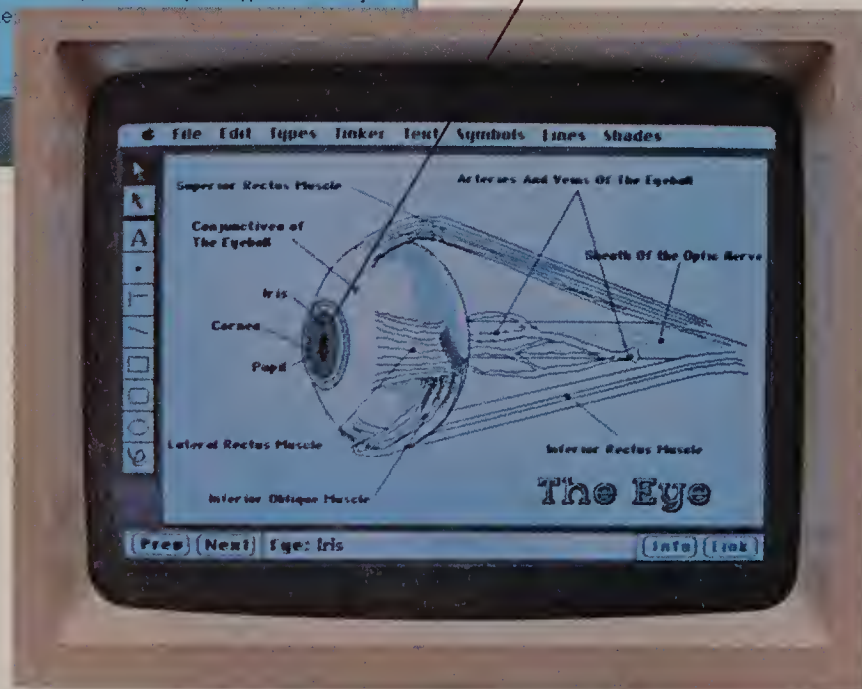 File Edit Types Tinker Text Symbols Lines Shades
Superior Rectus Muscle
Arteries And Veins Of The Eyeball
Conjunctiva of
The Eyeball
Sheath Of the Optic Nerve
Iris
Cornea
Pupil
Lateral Rectus Muscle
Inferior Rectus Muscle
Inferior Oblique Muscle
The Eye
A
Prev Next Eye: Iris Info Link